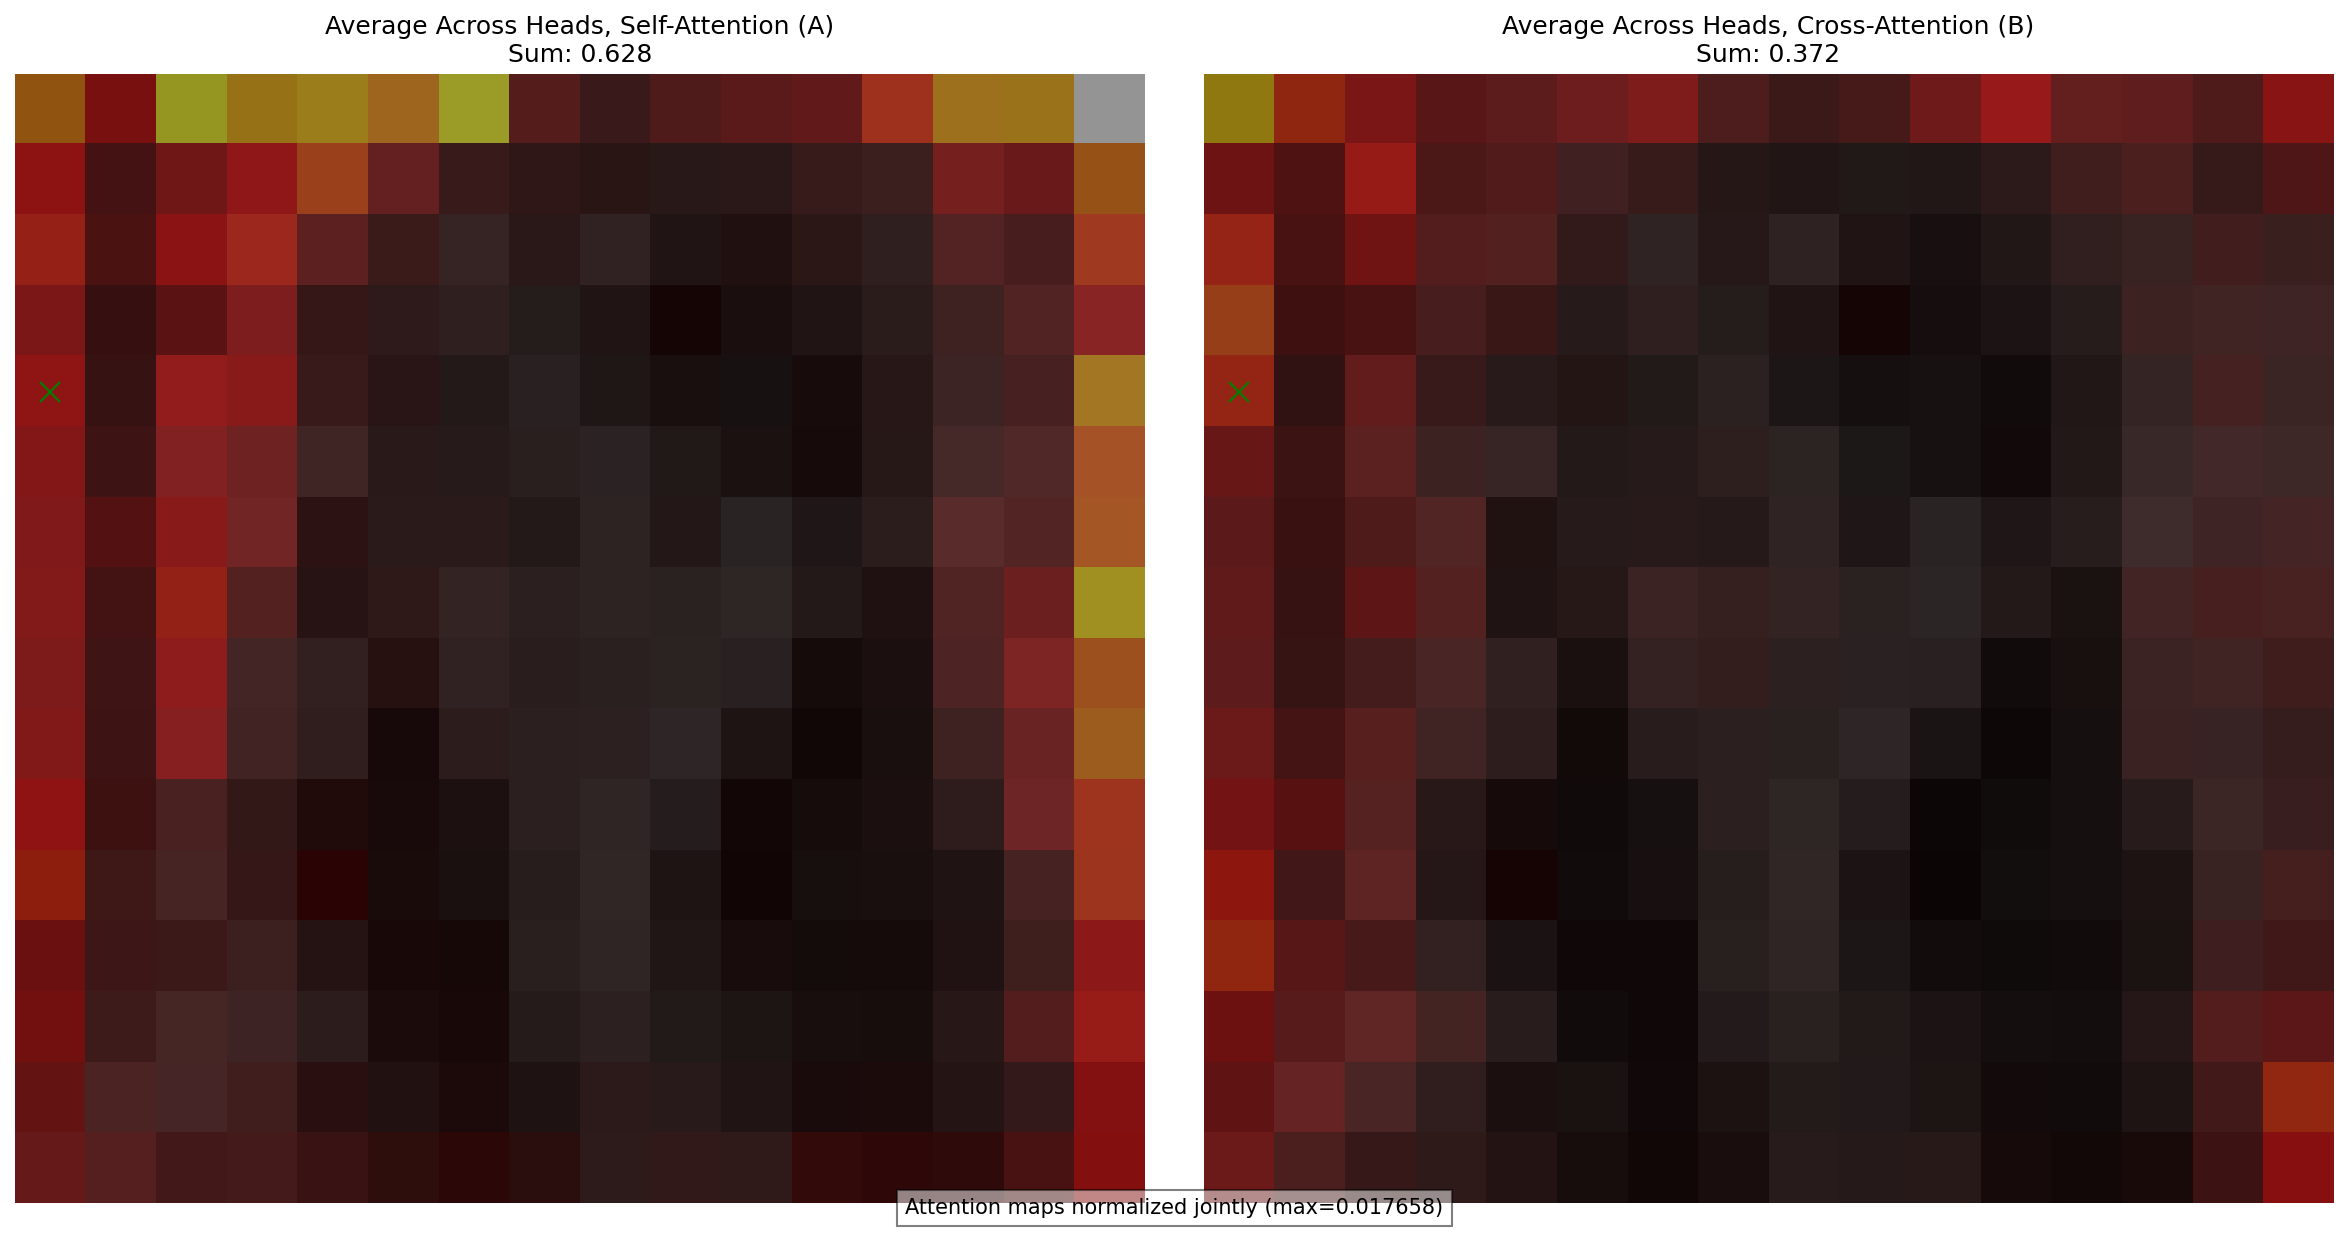 Average Across Heads, Self-Attention (A)
Sum: 0.628
Average Across Heads, Cross-Attention (B)
Sum: 0.372
Attention maps normalized jointly (max=0.017658)